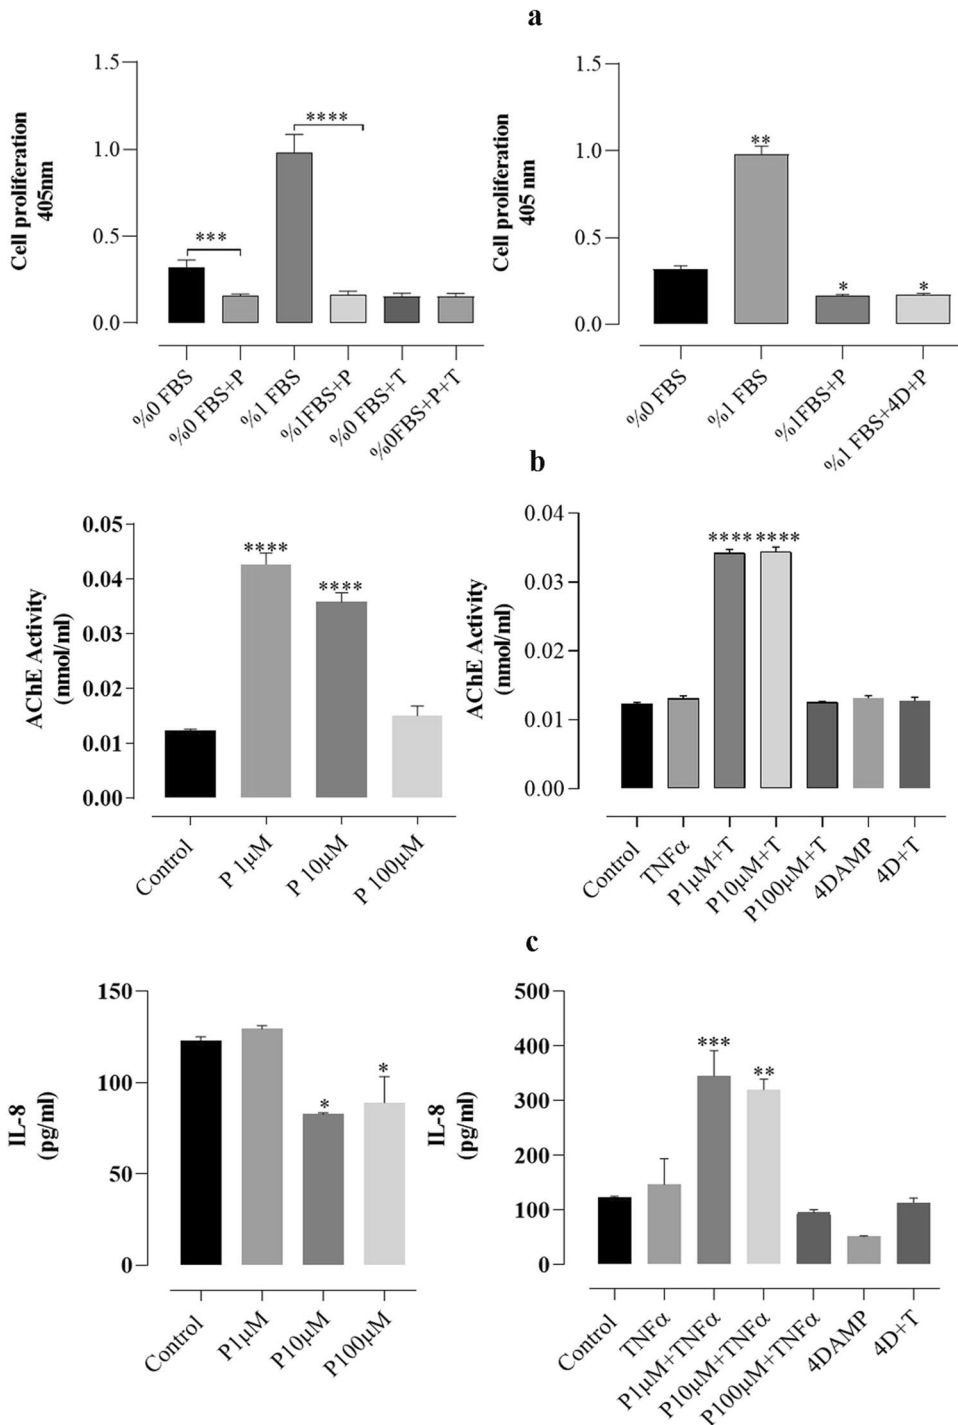 a
Cell proliferation
405nm
1.5
1.0
0.5
0.0
***
****
%0 FBS
%0 FBS+P
%1 FBS
%1FBS+P
%0 FBS+T
%0FBS+P+T
Cell proliferation
405 nm
1.5
1.0
0.5
0.0
**
*
*
%0 FBS
%1 FBS
%1FBS+P
%1 FBS+4D+P
b
AChE Activity
(nmol/ml)
0.05
0.04
0.03
0.02
0.01
0.00
****
****
Control
P 1μM
P 10μM
P 100μM
AChE Activity
(nmol/ml)
0.04
0.03
0.02
0.01
0.00
****
****
Control
TNFα
P1μM+T
P10μM+T
P100μM+T
4DAMP
4D+T
c
IL-8
(pg/ml)
150
100
50
0
*
*
Control
P1μM
P10μM
P100μM
IL-8
(pg/ml)
500
400
300
200
100
0
***
**
Control
TNFα
P1μM+TNFα
P10μM+TNFα
P100μM+TNFα
4DAMP
4D+T